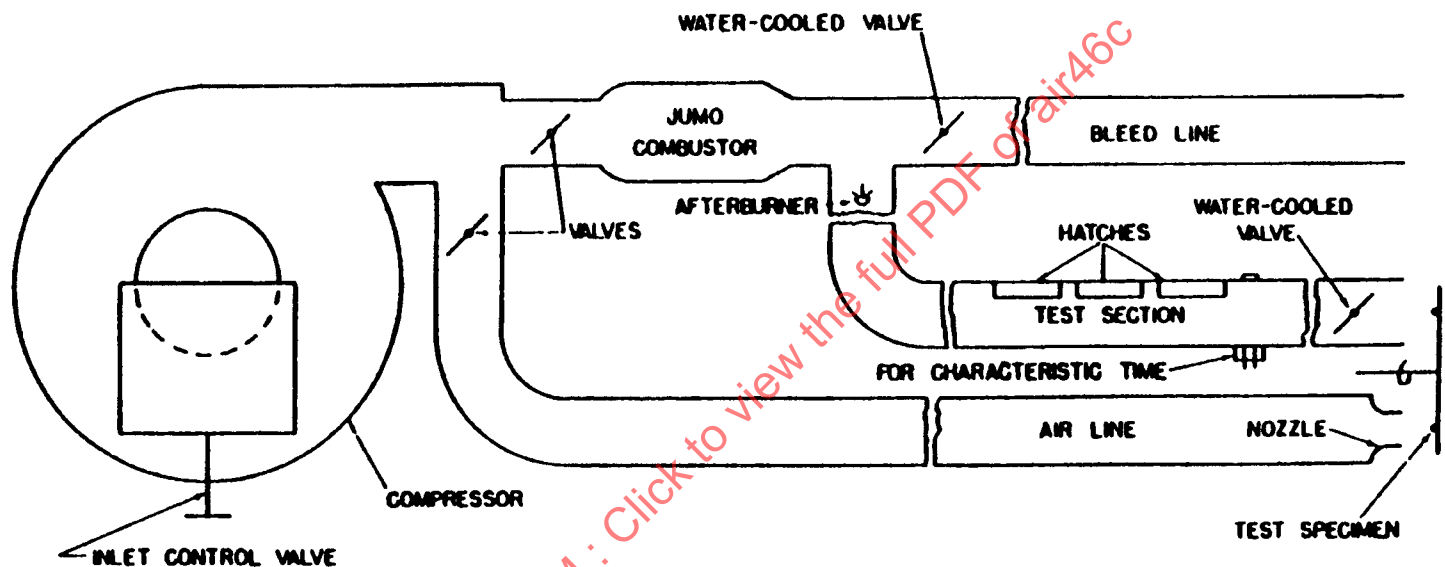 WATER-COOLED VALVE
JUMO
COMBUSTOR
BLEED LINE
AFTERBURNER
WATER-COOLED
VALVE
VALVES
HATCHES
TEST SECTION
FOR CHARACTERISTIC TIME
AIR LINE
NOZZLE
COMPRESSOR
TEST SPECIMEN
INLET CONTROL VALVE
: Click to view the full PDF of air46c